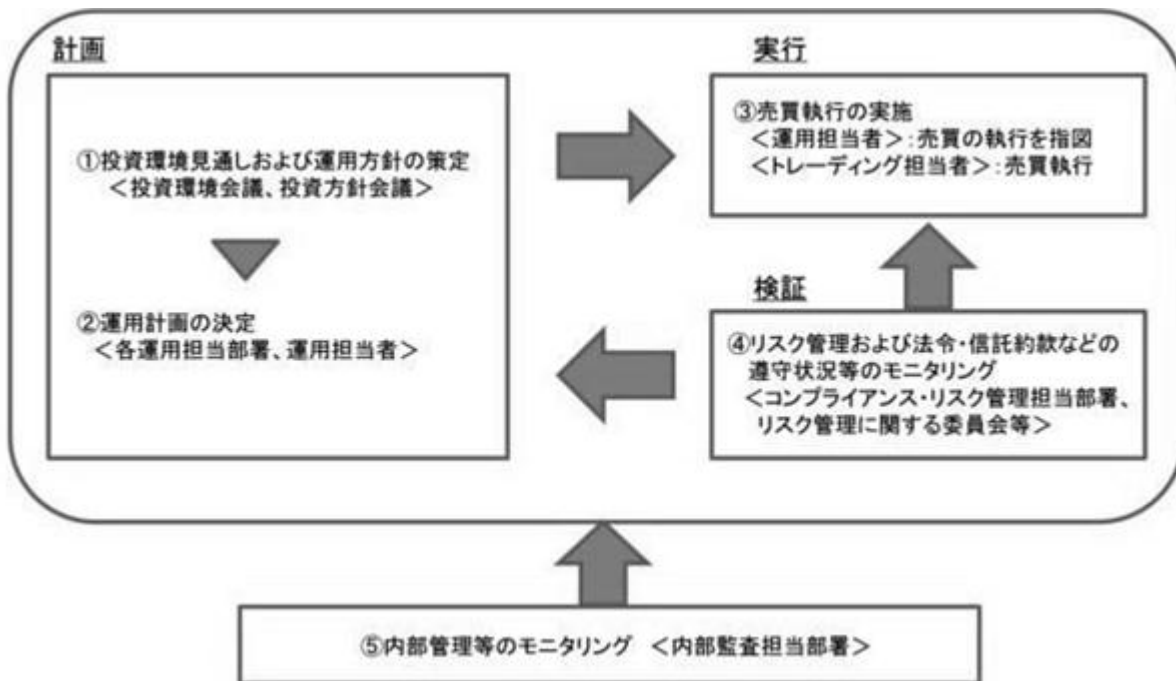 計画
①投資環境見通しおよび運用方針の策定
＜投資環境会議、投資方針会議＞
②運用計画の決定
＜各運用担当部署、運用担当者＞
実行
③売買執行の実施
＜運用担当者＞:売買の執行を指図
＜トレーディング担当者＞:売買執行
検証
④リスク管理および法令・信託約款などの
遵守状況等のモニタリング
＜コンプライアンス・リスク管理担当部署、
リスク管理に関する委員会等＞
⑤内部管理等のモニタリング ＜内部監査担当部署＞